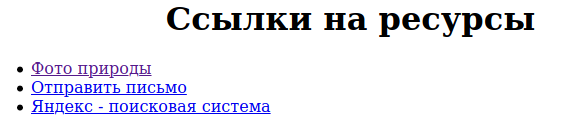 Ссылки на ресурсы
Фото природы
Отправить письмо
Яндекс - поисковая система